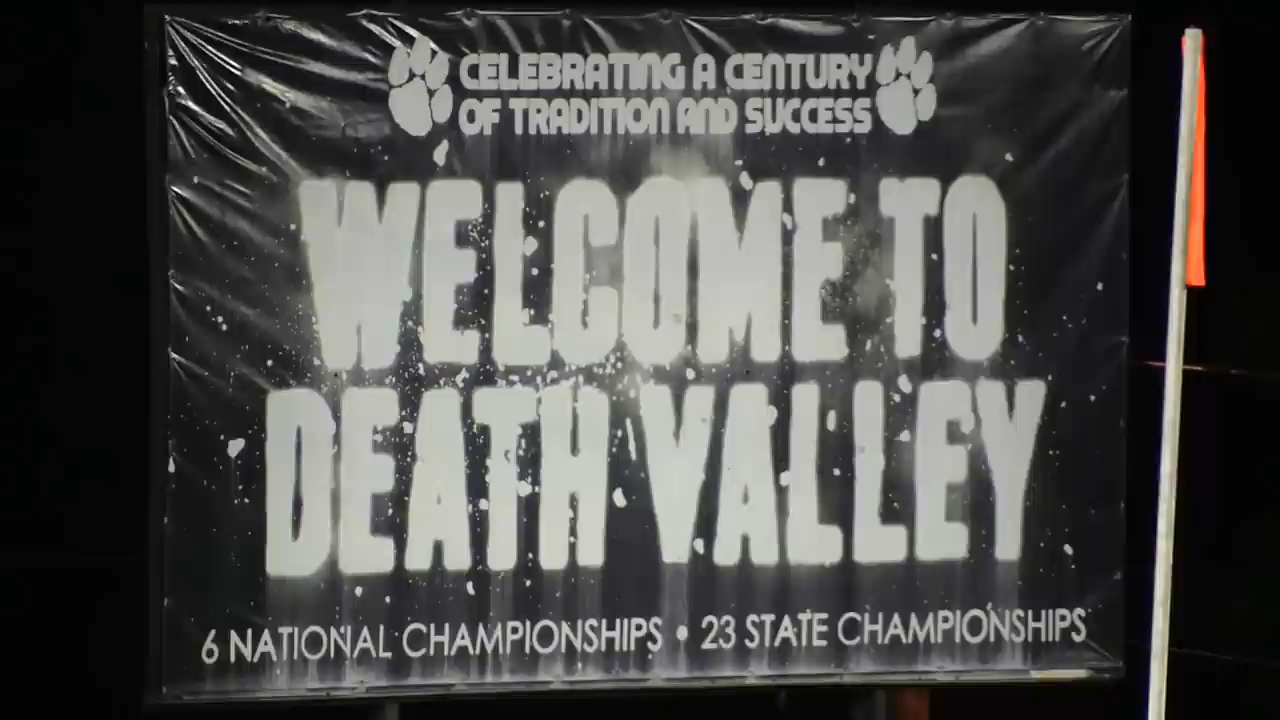 CELEBRATING A CENTURY
OF TRADITION AND SUCCESS
WELCOME TO
DEATH VALLEY
6 NATIONAL CHAMPIONSHIPS • 23 STATE CHAMPIONSHIPS